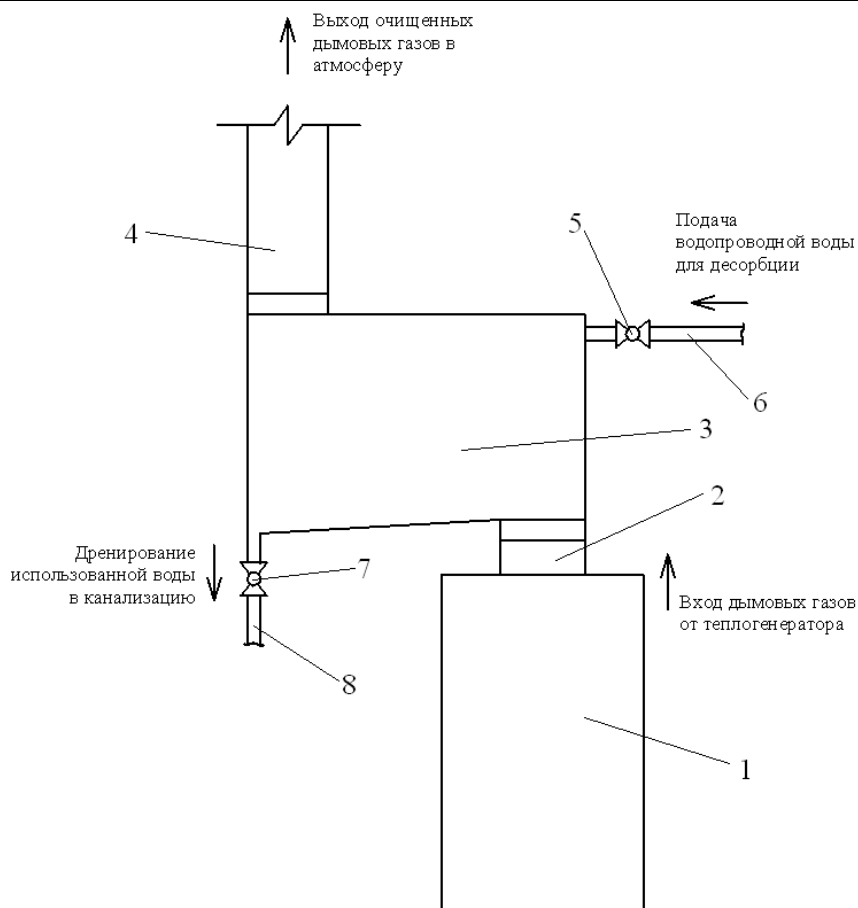 Выход очищенных
дымовых газов в
атмосферу
4
5
Подача
водопроводной воды
для десорбции
6
3
2
Дренирование
использованной воды
в канализацию
7
Вход дымовых газов
от теплогенератора
8
1